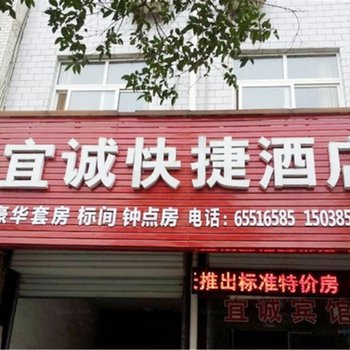 宜诚快捷酒店
豪华套房 标间 钟点房 电话：65516585 150385
推出标准特价房
宜诚宾馆